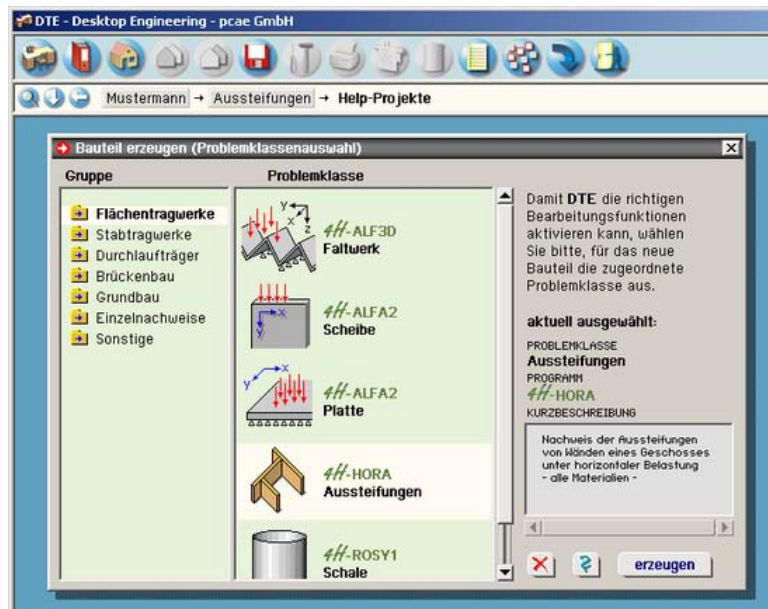 DTE - Desktop Engineering - pcae GmbH
Mustermann → Aussteifungen → Help-Projekte
Bauteil erzeugen (Problemklassenauswahl)
Gruppe
Flächentragwerke
Stabtragwerke
Durchlaufträger
Brückenbau
Grundbau
Einzelnachweise
Sonstige
Problemklasse
y
x
z
4H-ALF3D
Faltwerk
x
y
4H-ALFA2
Scheibe
y
x
4H-ALFA2
Platte
4H-HORA
Aussteifungen
4H-ROSY1
Schale
Damit DTE die richtigen
Bearbeitungsfunktionen
aktivieren kann, wählen
Sie bitte, für das neue
Bauteil die zugeordnete
Problemklasse aus.
aktuell ausgewählt:
PROBLEMKLASSE
Aussteifungen
PROGRAMM
4H-HORA
KURZBESCHREIBUNG
Nachweis der Aussteifungen
von Wänden eines Geschosses
unter horizontaler Belastung
- alle Materialien -
erzeugen